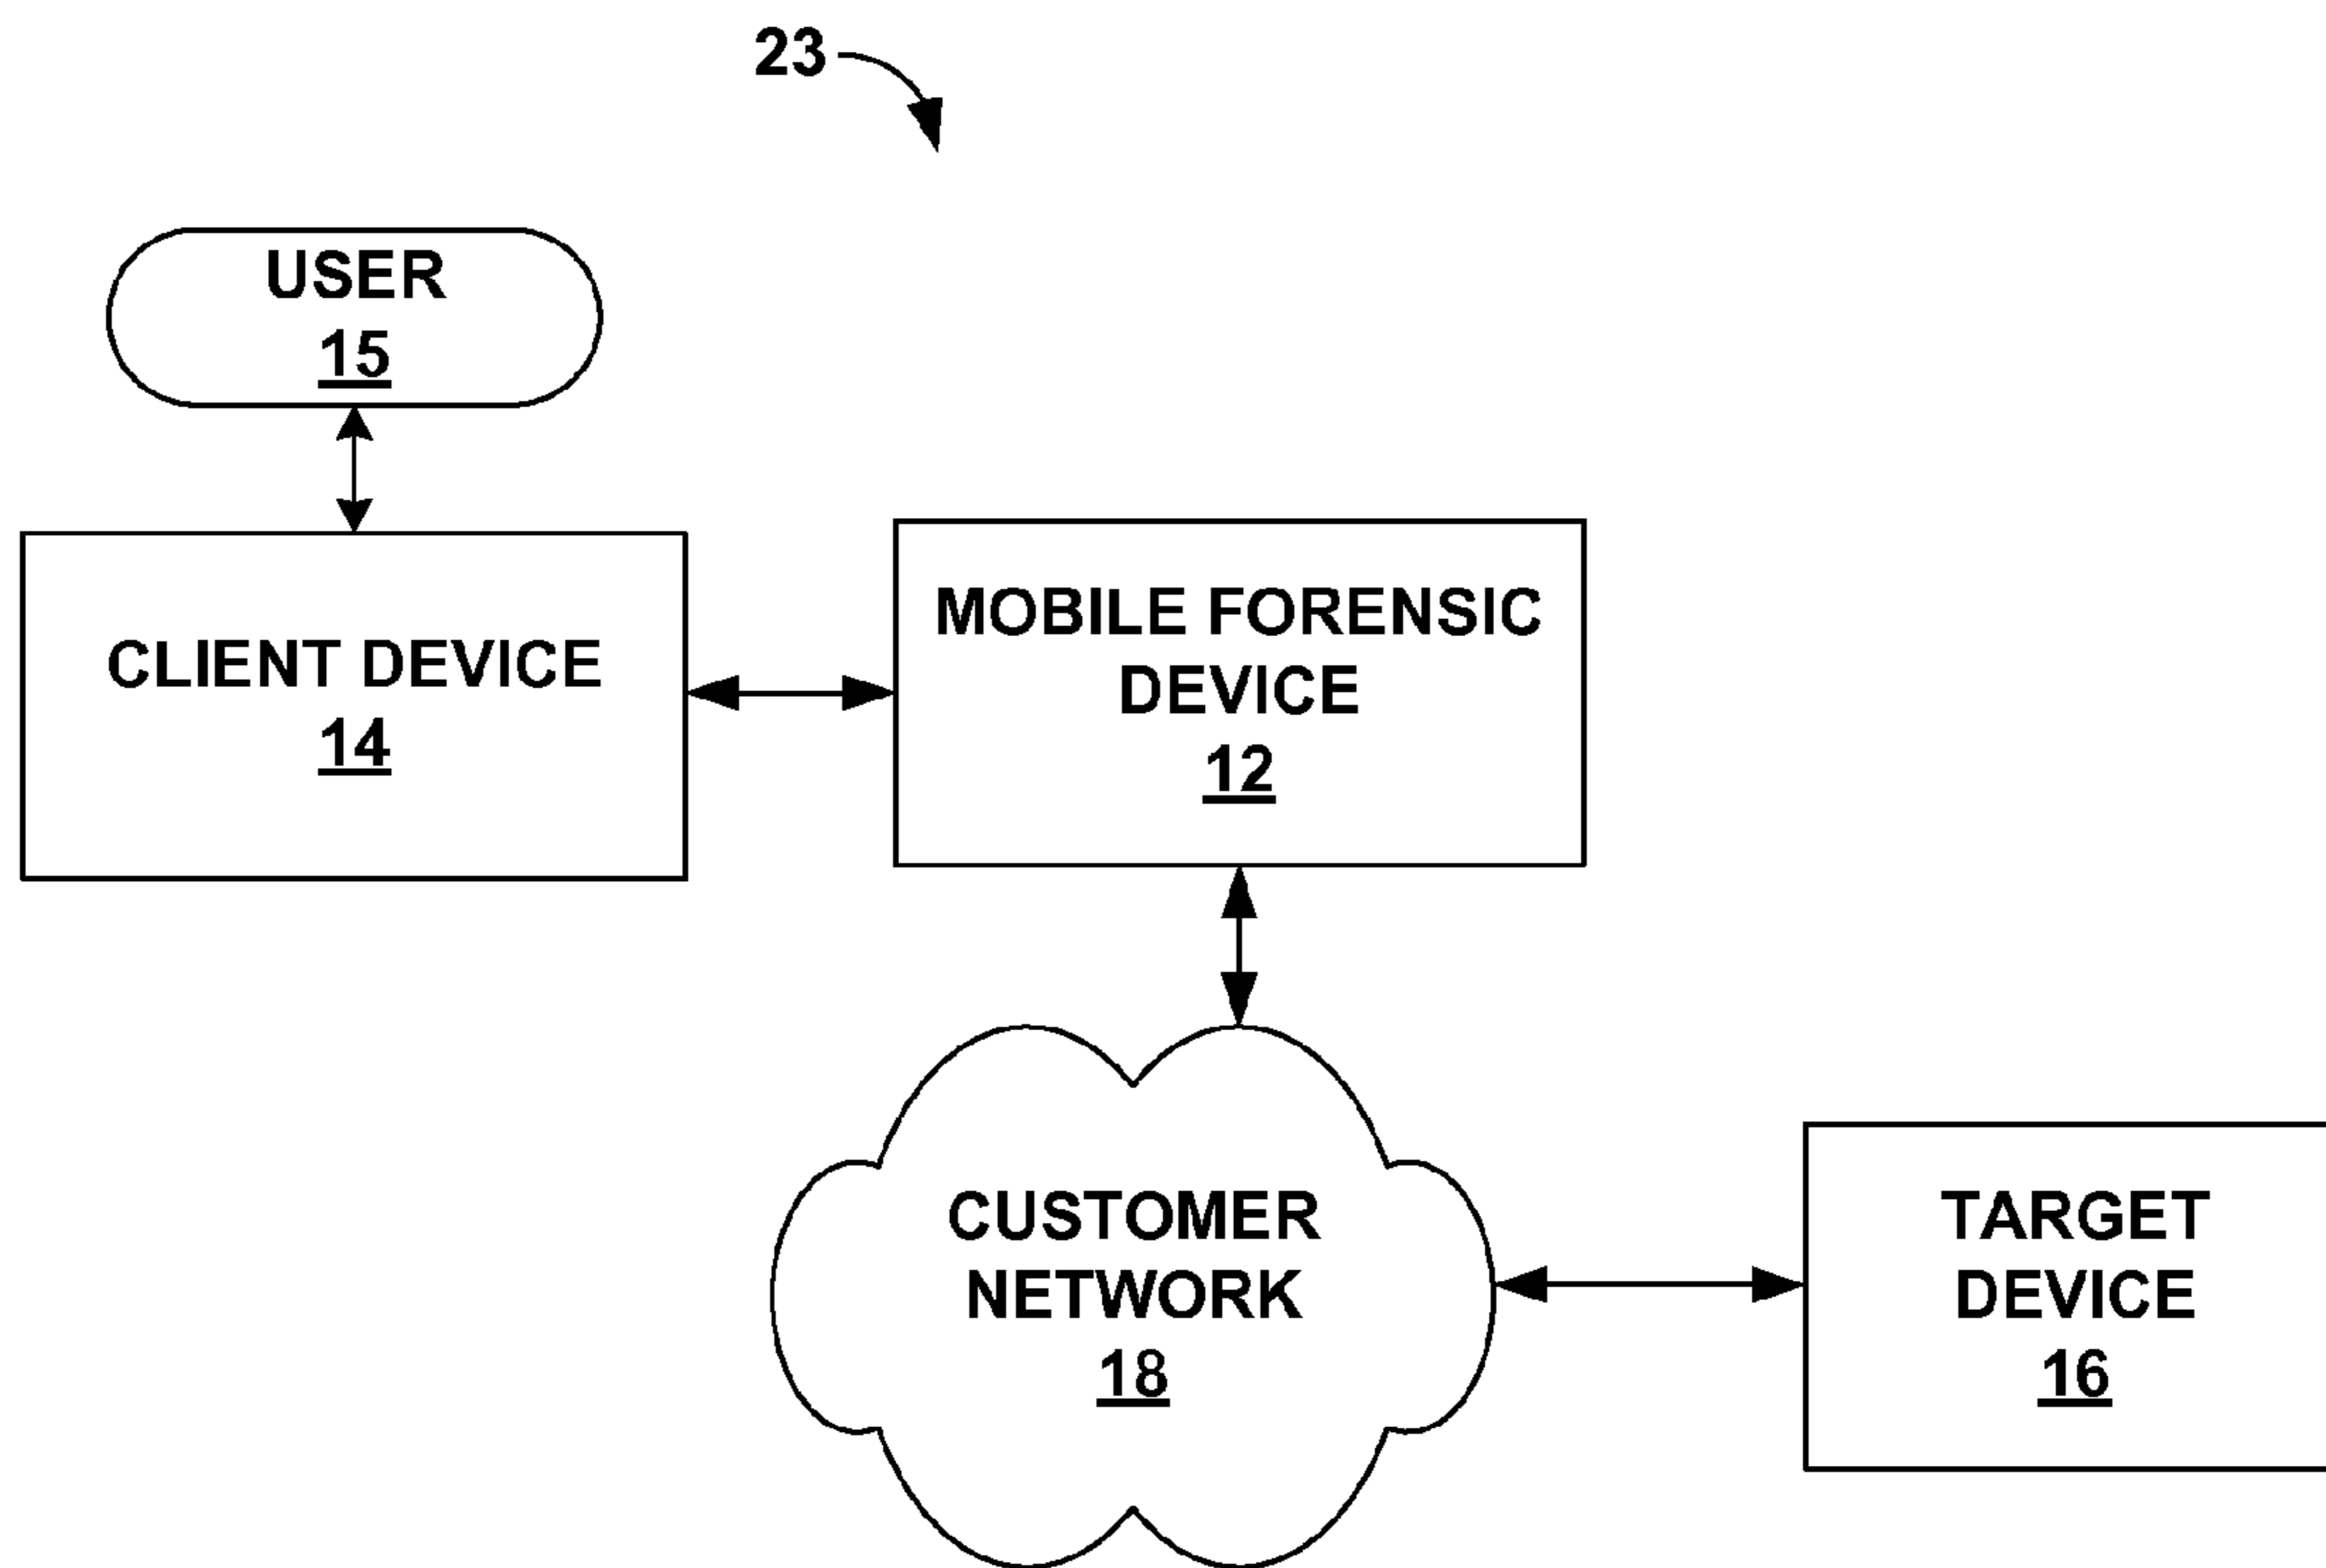 23
USER
15
CLIENT DEVICE
14
MOBILE FORENSIC
DEVICE
12
CUSTOMER
NETWORK
18
TARGET
DEVICE
16